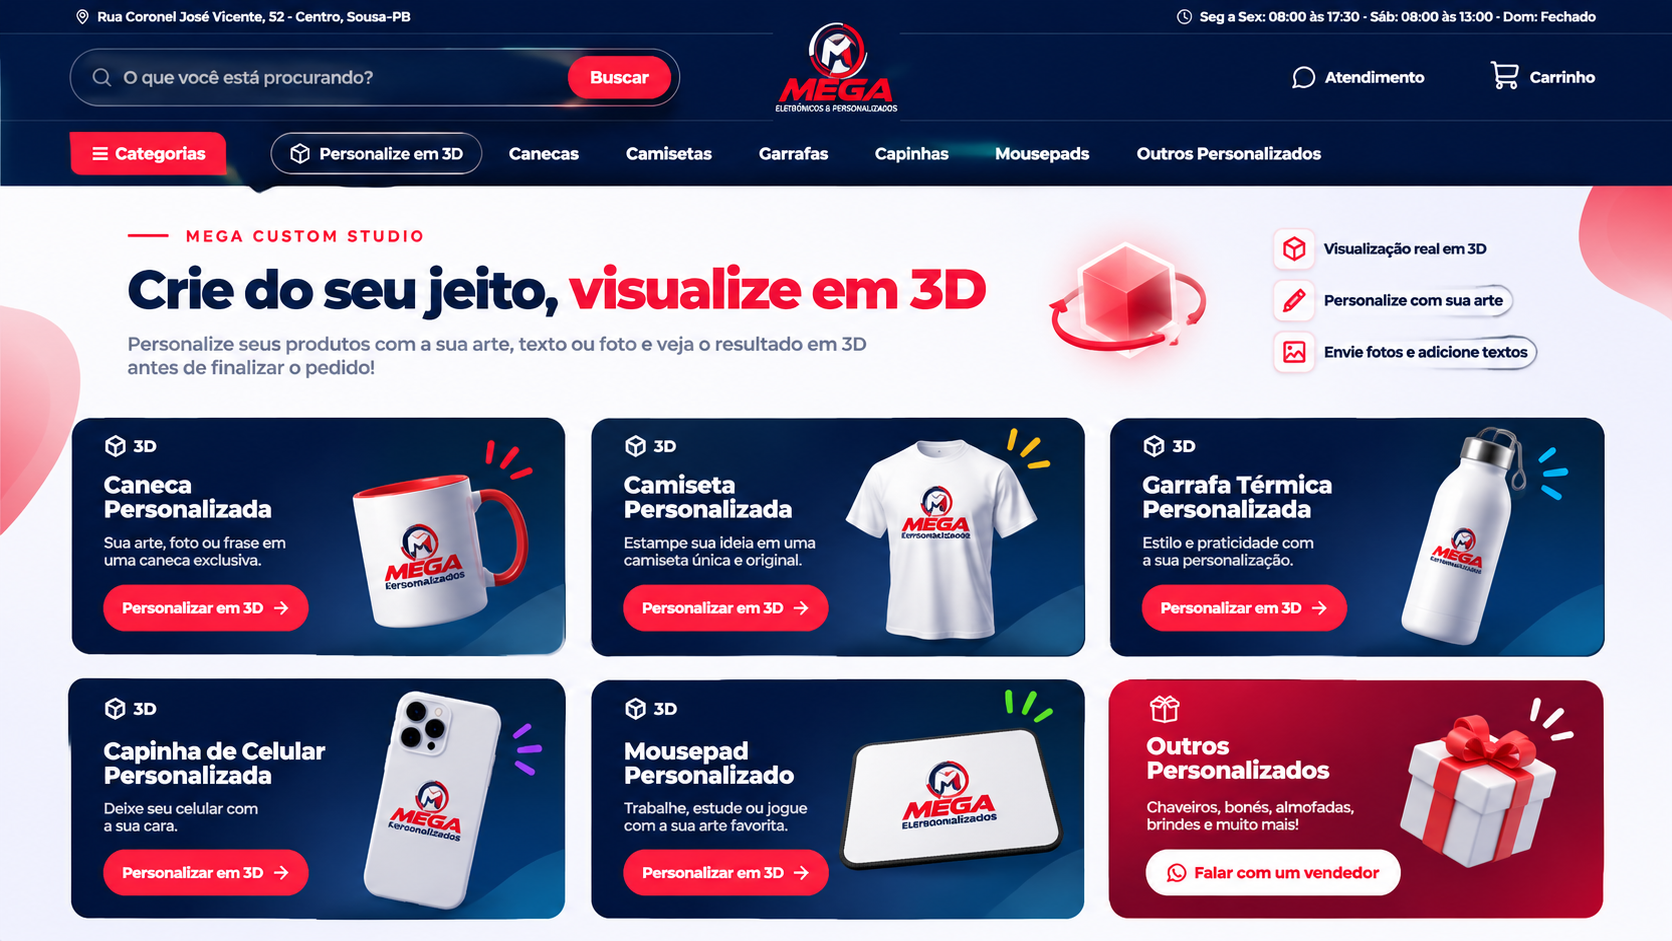 Rua Coronel José Vicente, 52 - Centro, Sousa-PB
Seg a Sex: 08:00 às 17:30 - Sáb: 08:00 às 13:00 - Dom: Fechado
O que você está procurando?
Buscar
MEGA
ELETRÔNICOS & PERSONALIZADOS
Atendimento
Carrinho
Categorias
Personalize em 3D
Canecas
Camisetas
Garrafas
Capinhas
Mousepads
Outros Personalizados
MEGA CUSTOM STUDIO
Crie do seu jeito, visualize em 3D
Personalize seus produtos com a sua arte, texto ou foto e veja o resultado em 3D
antes de finalizar o pedido!
Visualização real em 3D
Personalize com sua arte
Envie fotos e adicione textos
3D
Caneca
Personalizada
Sua arte, foto ou frase em
uma caneca exclusiva.
Personalizar em 3D
MEGA
3D
Camiseta
Personalizada
Estampe sua ideia em uma
camiseta única e original.
Personalizar em 3D
MEGA
3D
Garrafa Térmica
Personalizada
Estilo e praticidade com
a sua personalização.
Personalizar em 3D
MEGA
3D
Capinha de Celular
Personalizada
Deixe seu celular com
a sua cara.
Personalizar em 3D
MEGA
3D
Mousepad
Personalizado
Trabalhe, estude ou jogue
com a sua arte favorita.
Personalizar em 3D
MEGA
Outros
Personalizados
Chaveiros, bonés, almofadas,
brindes e muito mais!
Falar com um vendedor